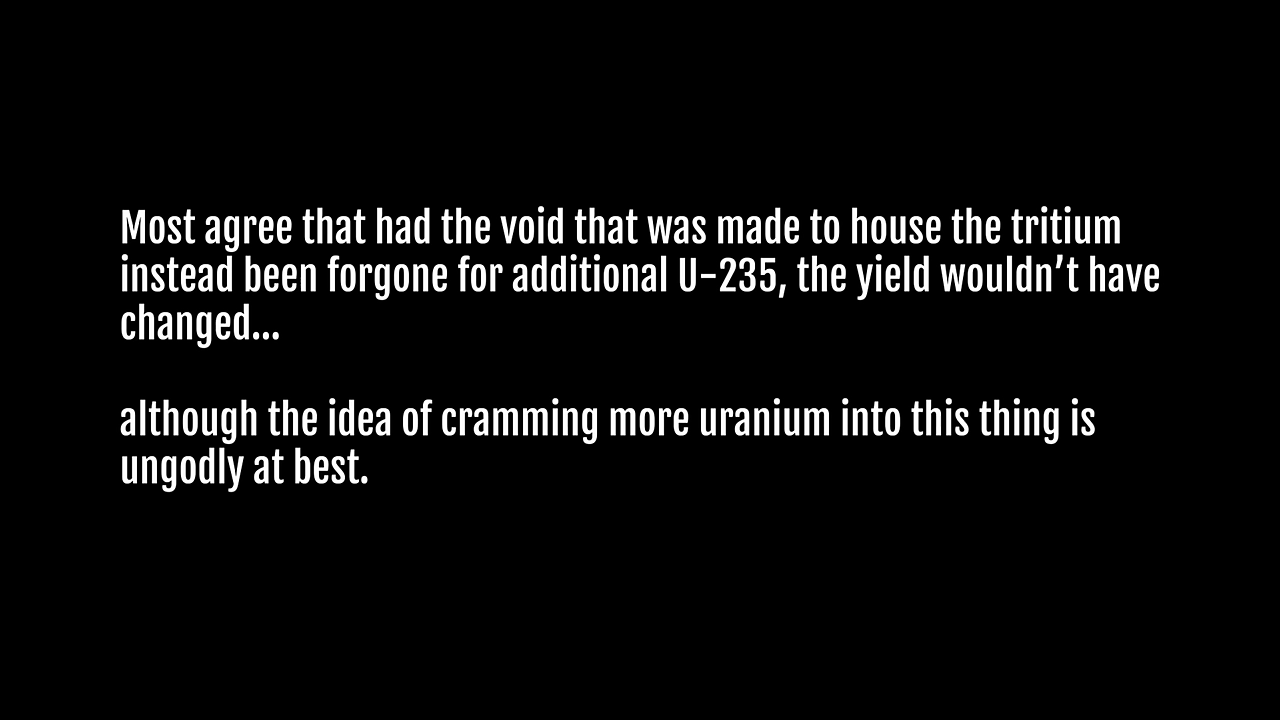 Most agree that had the void that was made to house the tritium
instead been forgone for additional U-235, the yield wouldn’t have
changed...
although the idea of cramming more uranium into this thing is
ungodly at best.